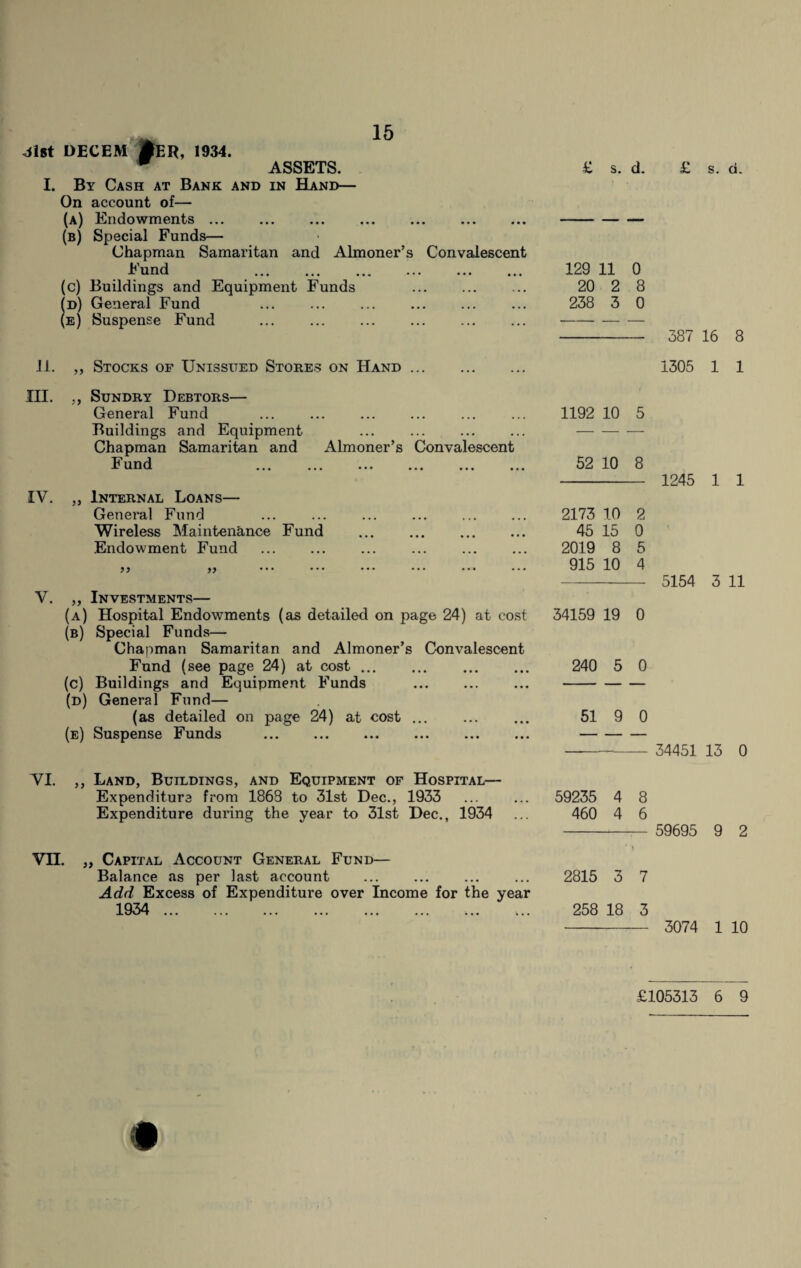 15
31st DECEMBER, 1934.
ASSETS. £ s. d. £ s. d.
I. By Cash at Bank and in Hand—
On account of—
(a) Endowments ... ... ... ... ... ... ... — — —
(b) Special Funds—
Chapman Samaritan and Almoner's Convalescent
Fund ... ... ... ... ... ... 129 11 0
(c) Buildings and Equipment Funds ... ... ... 20 2 8
(d) General Fund ... ... ... ... ... ... 238 3 0
(e) Suspense Fund ... ... ... ... ... ... — — —
387 16 8
II. ,, Stocks of Unissued Stores on Hand ... ... ... 1305 1 1
III. ,, Sundry Debtors—
General Fund ... ... ... ... ... ... 1192 10 5
Buildings and Equipment ... ... ... ... — — —
Chapman Samaritan and Almoner's Convalescent
Fund ... ... ... ... ... ... 52 10 8
1245 1 1
IV. ,, Internal Loans—
General Fund ... ... ... ... ... ... 2173 10 2
Wireless Maintenance Fund ... ... ... ... 45 15 0
Endowment Fund ... ... ... ... ... ... 2019 8 5
,, ,, ... ... ... ... ... ... 915 10 4
5154 3 11
V. ,, Investments—
(a) Hospital Endowments (as detailed on page 24) at cost 34159 19 0
(b) Special Funds—
Chapman Samaritan and Almoner's Convalescent
Fund (see page 24) at cost ... ... ... ... 240 5 0
(c) Buildings and Equipment Funds ... ... ... — — —
(d) General Fund—
(as detailed on page 24) at cost ... ... ... 51 9 0
(e) Suspense Funds ... ... ... ... ... ... — — —
34451 13 0
VI. ,, Land, Buildings, and Equipment of Hospital—
Expenditure from 1868 to 31st Dec., 1933 ... ... 59235 4 8
Expenditure during the year to 31st Dec., 1934 ... 460 4 6
59695 9 2
VII. ,, Capital Account General Fund—
Balance as per last account ... ... ... ... 2815 3 7
Add Excess of Expenditure over Income for the year
1934 ... ... ... ... ... ... ... ... 258 18 3
3074 1 10
£105313 6 9